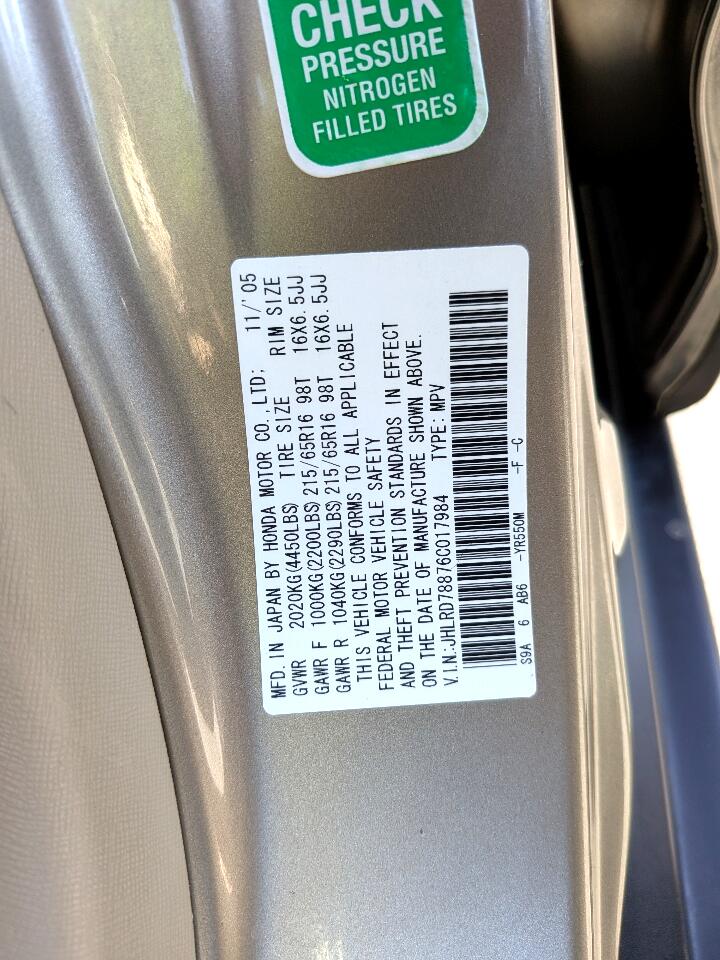 CHECK
PRESSURE
NITROGEN
FILLED TIRES
MFD. IN JAPAN BY HONDA MOTOR CO.,LTD; 11/'05
GVWR 2020KG(4450LBS) TIRE SIZE RIM SIZE
GAWR F 1000KG(2200LBS) 215/65R16 98T 16X6.5JJ
GAWR R 1040KG(2290LBS) 215/65R16 98T 16X6.5JJ
THIS VEHICLE CONFORMS TO ALL APPLICABLE
FEDERAL MOTOR VEHICLE SAFETY
AND THEFT PREVENTION STANDARDS IN EFFECT
ON THE DATE OF MANUFACTURE SHOWN ABOVE.
V.I.N:JHLRD78876C017984 TYPE: MPV
S9A 6 AB6 -YR550M -F -C